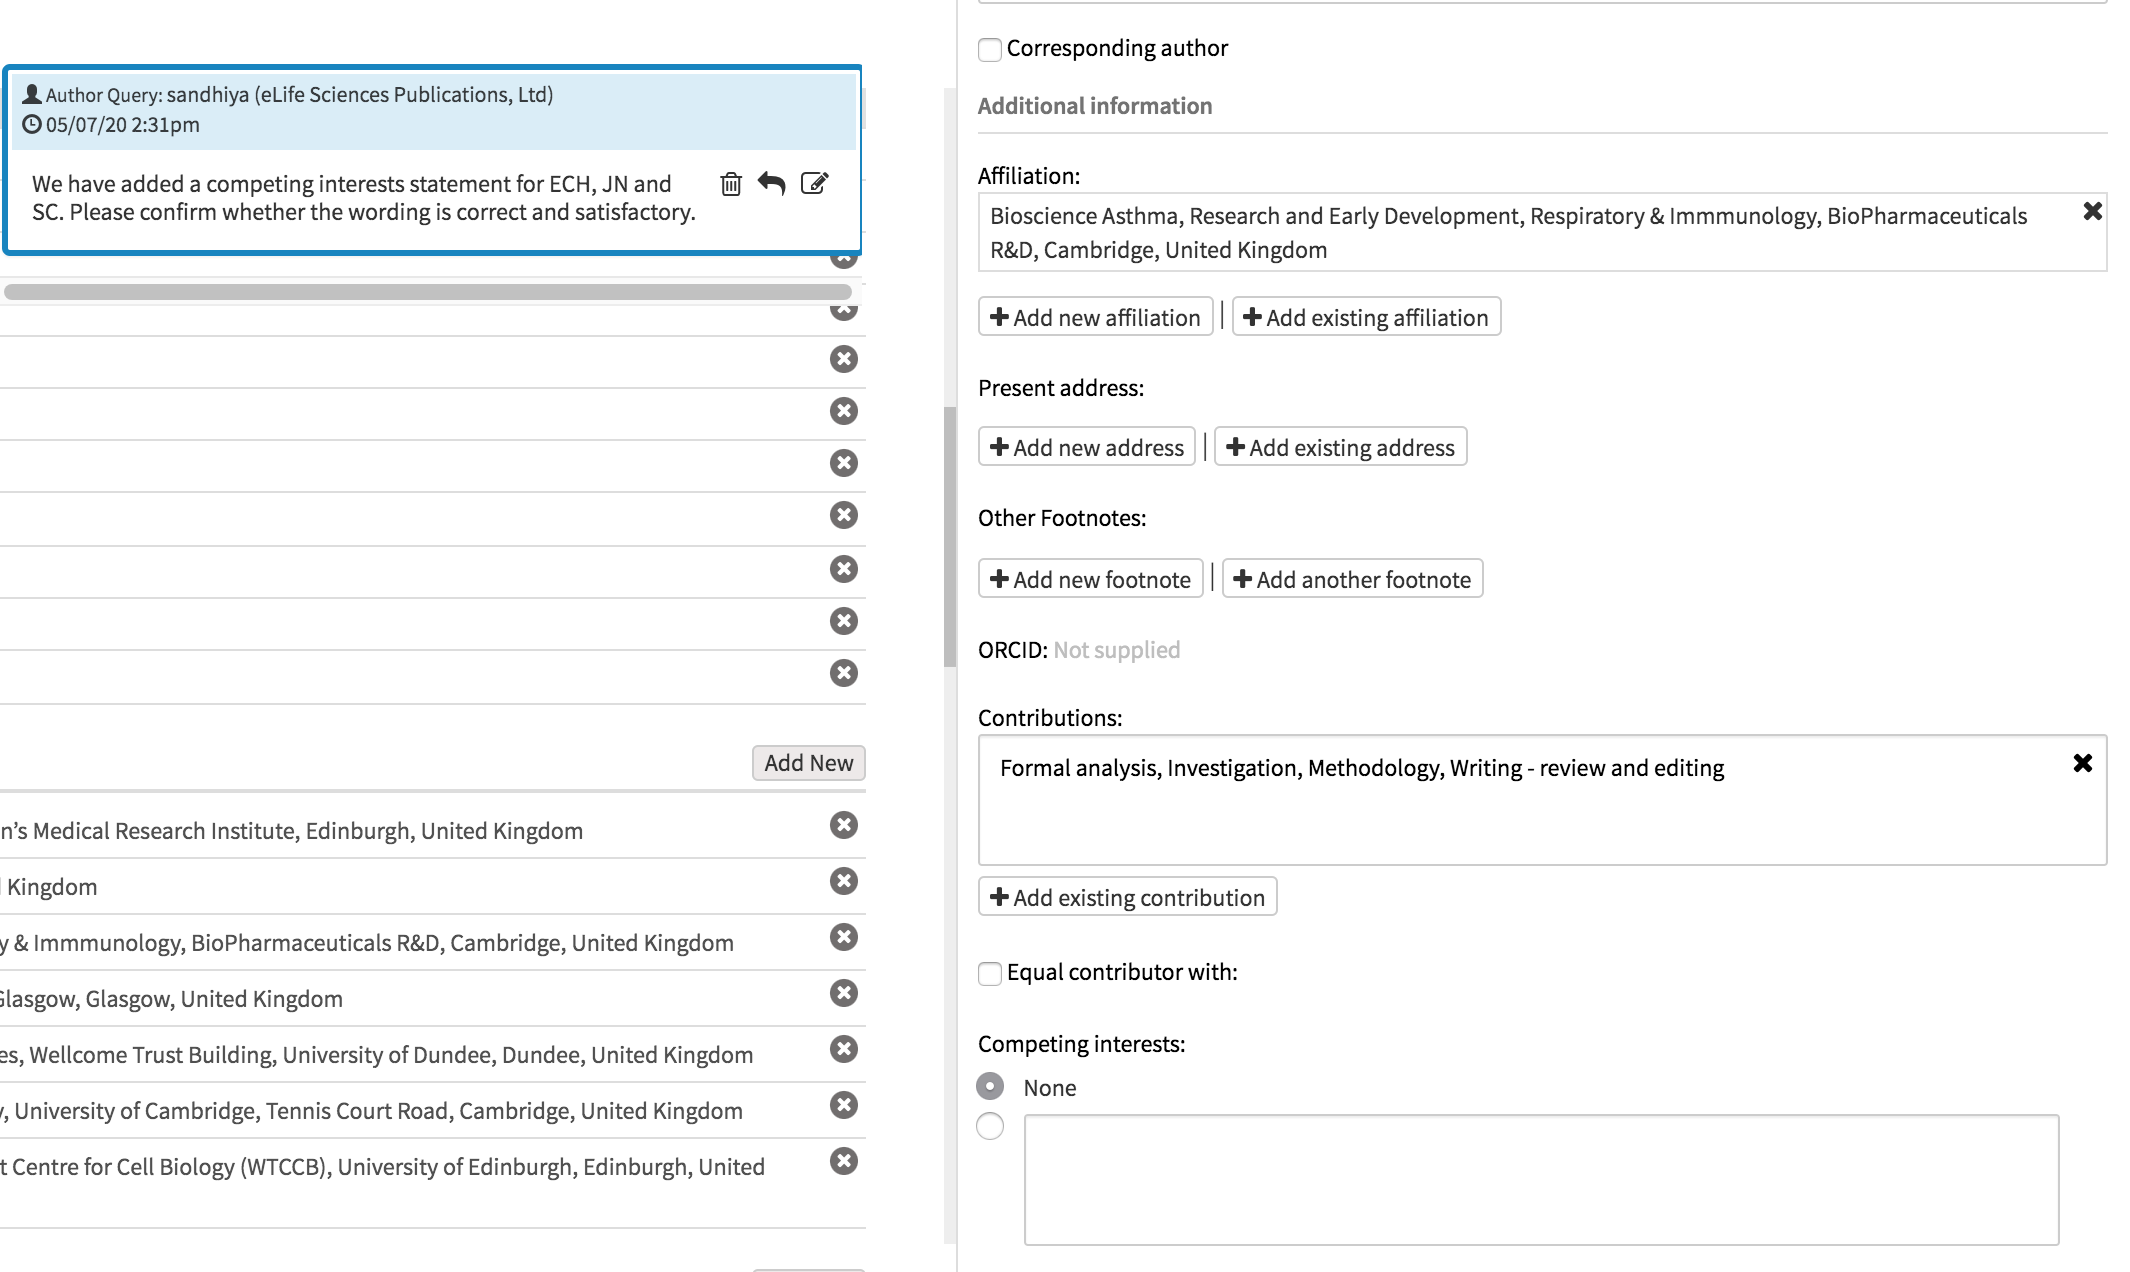 Author Query: sandhiya (eLife Sciences Publications, Ltd)
05/07/20 2:31pm
We have added a competing interests statement for ECH, JN and
SC. Please confirm whether the wording is correct and satisfactory.
Add New
n’s Medical Research Institute, Edinburgh, United Kingdom
Kingdom
y & Immmunology, BioPharmaceuticals R&D, Cambridge, United Kingdom
Glasgow, Glasgow, United Kingdom
es, Wellcome Trust Building, University of Dundee, Dundee, United Kingdom
, University of Cambridge, Tennis Court Road, Cambridge, United Kingdom
t Centre for Cell Biology (WTCCB), University of Edinburgh, Edinburgh, United
Corresponding author
Additional information
Affiliation:
Bioscience Asthma, Research and Early Development, Respiratory & Immmunology, BioPharmaceuticals
R&D, Cambridge, United Kingdom
Add new affiliation | Add existing affiliation
Present address:
Add new address | Add existing address
Other Footnotes:
Add new footnote | Add another footnote
ORCID: Not supplied
Contributions:
Formal analysis, Investigation, Methodology, Writing - review and editing
Add existing contribution
Equal contributor with:
Competing interests:
None